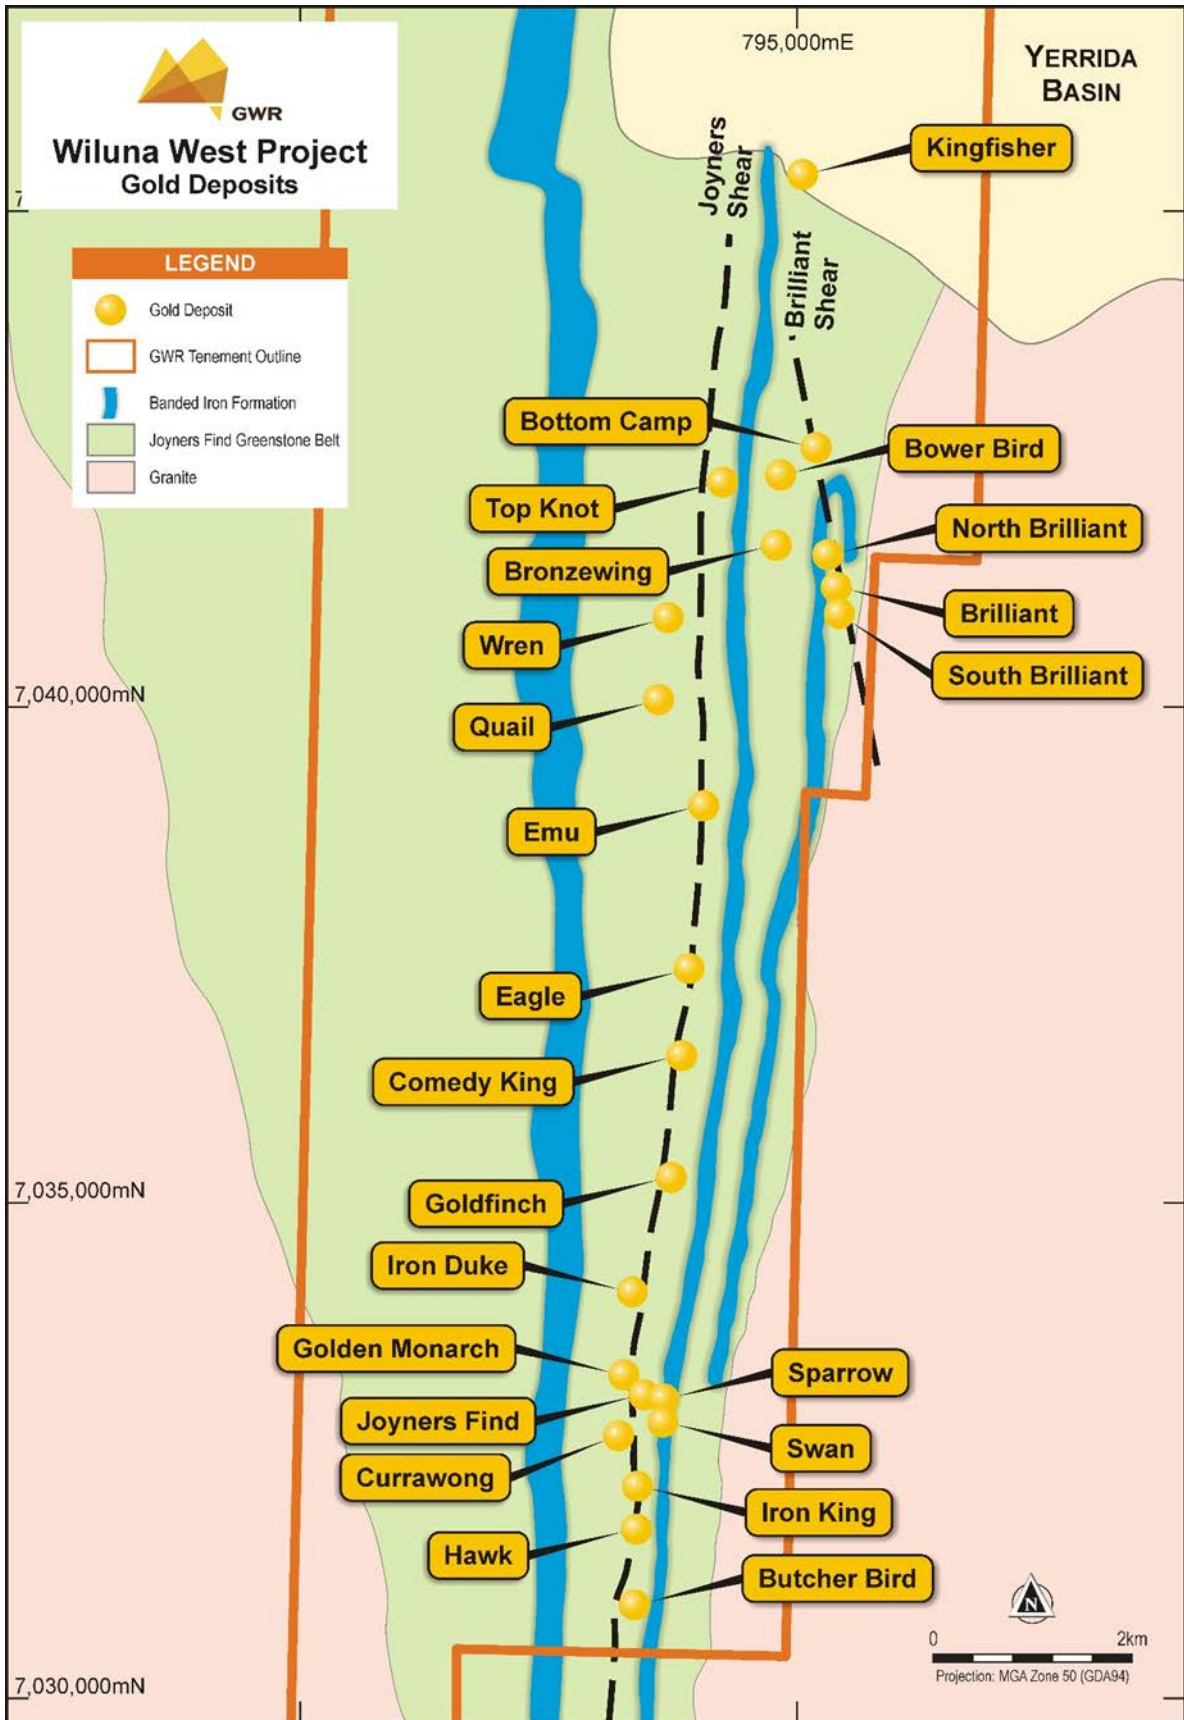 795,000mE
YERRIDA
BASIN
GWR
Wiluna West Project
Gold Deposits
Joyners
Shear
Kingfisher
7
LEGEND
Gold Deposit
GWR Tenement Outline
Banded Iron Formation
Joyners Find Greenstone Belt
Granite
Brilliant
Shear
Bottom Camp
Bower Bird
Top Knot
North Brilliant
Bronzewing
Brilliant
Wren
South Brilliant
7,040,000mN
Quail
Emu
Eagle
Comedy King
7,035,000mN
Goldfinch
Iron Duke
Golden Monarch
Sparrow
Joyners Find
Swan
Currawong
Iron King
Hawk
Butcher Bird
N
0 2km
Projection: MGA Zone 50 (GDA94)
7,030,000mN